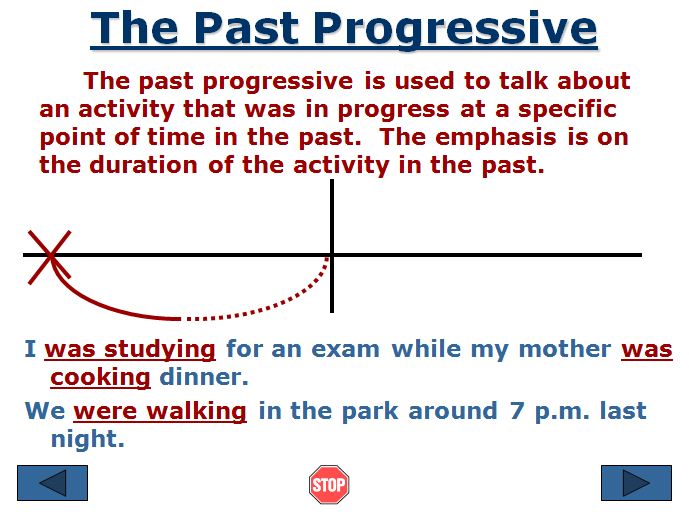 The Past Progressive
The past progressive is used to talk about
an activity that was in progress at a specific
point of time in the past.  The emphasis is on
the duration of the activity in the past.
I was studying for an exam while my mother was
cooking dinner.
We were walking in the park around 7 p.m. last
night.
STOP